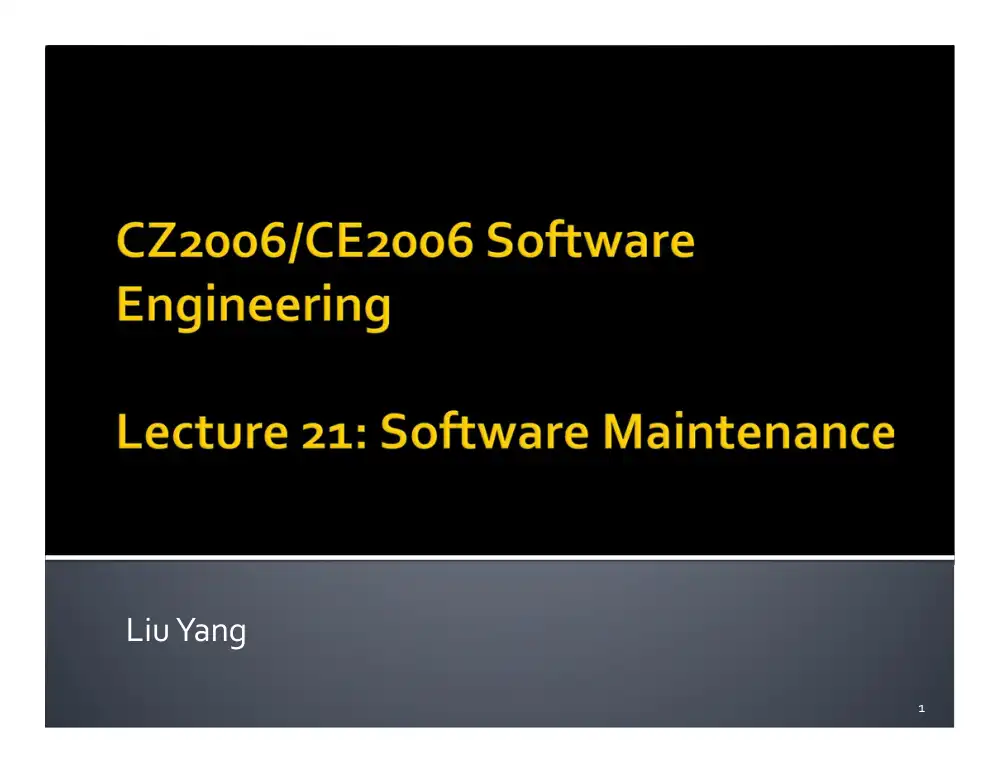 CZ2006/CE2006 Software
Engineering
Lecture 21: Software Maintenance
Liu Yang
1